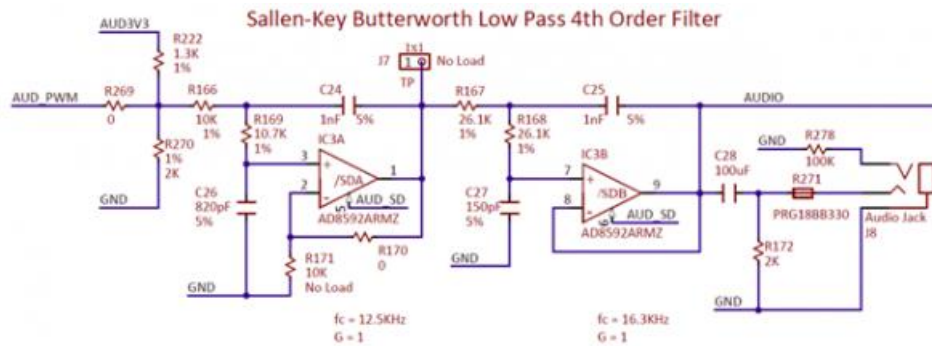 Sallen-Key Butterworth Low Pass 4th Order Filter
AUD3V3
R222
1.3K
1%
AUD_PWM
R269
0
R166
10K
1%
R270
1%
2K
GND
R169
10.7K
1%
C24
1nF
5%
1x1
J7
1
No Load
TP
R167
26.1K
1%
C25
1nF
5%
AUDIO
C26
820pF
5%
IC3A
3
+
2
-
/SDA
1
5
AUD_SD
AD8592ARMZ
R170
0
R171
10K
No Load
GND
R168
26.1K
1%
C27
150pF
5%
GND
IC3B
7
+
8
-
/SDB
9
6
AUD_SD
AD8592ARMZ
C28
100uF
GND
R278
100K
R271
PRG18BB330
Audio Jack
J8
R172
2K
GND
fc = 12.5KHz
G = 1
fc = 16.3KHz
G = 1